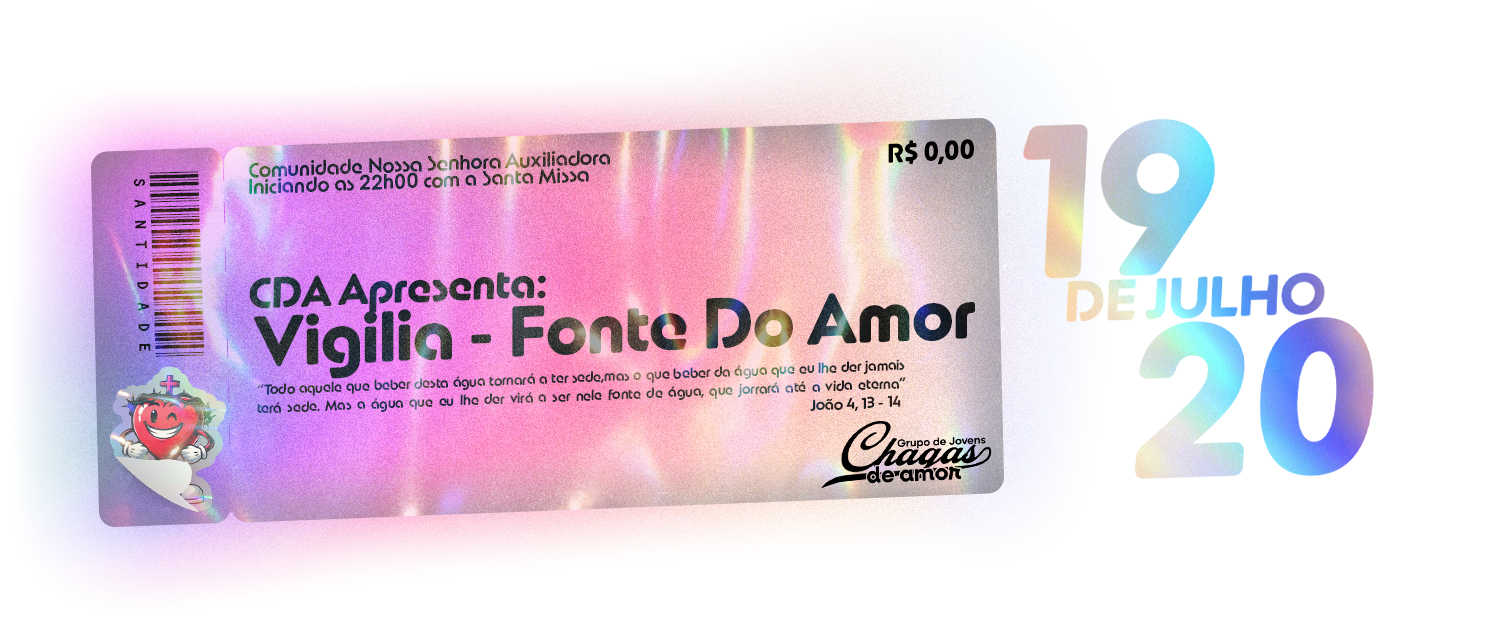 SANTIDADE
Comunidade Nossa Senhora Auxiliadora
Iniciando as 22h00 com a Santa Missa
R$ 0,00
CDA Apresenta:
Vigilia - Fonte Do Amor
"Todo aquele que beber desta água tornará a ter sede,mas o que beber da água que eu lhe der jamais
terá sede. Mas a água que eu lhe der virá a ser nele fonte de água, que jorrará até a vida eterna"
João 4, 13 - 14
Grupo de Jovens
Chagas
de amor
19
DE JULHO
20